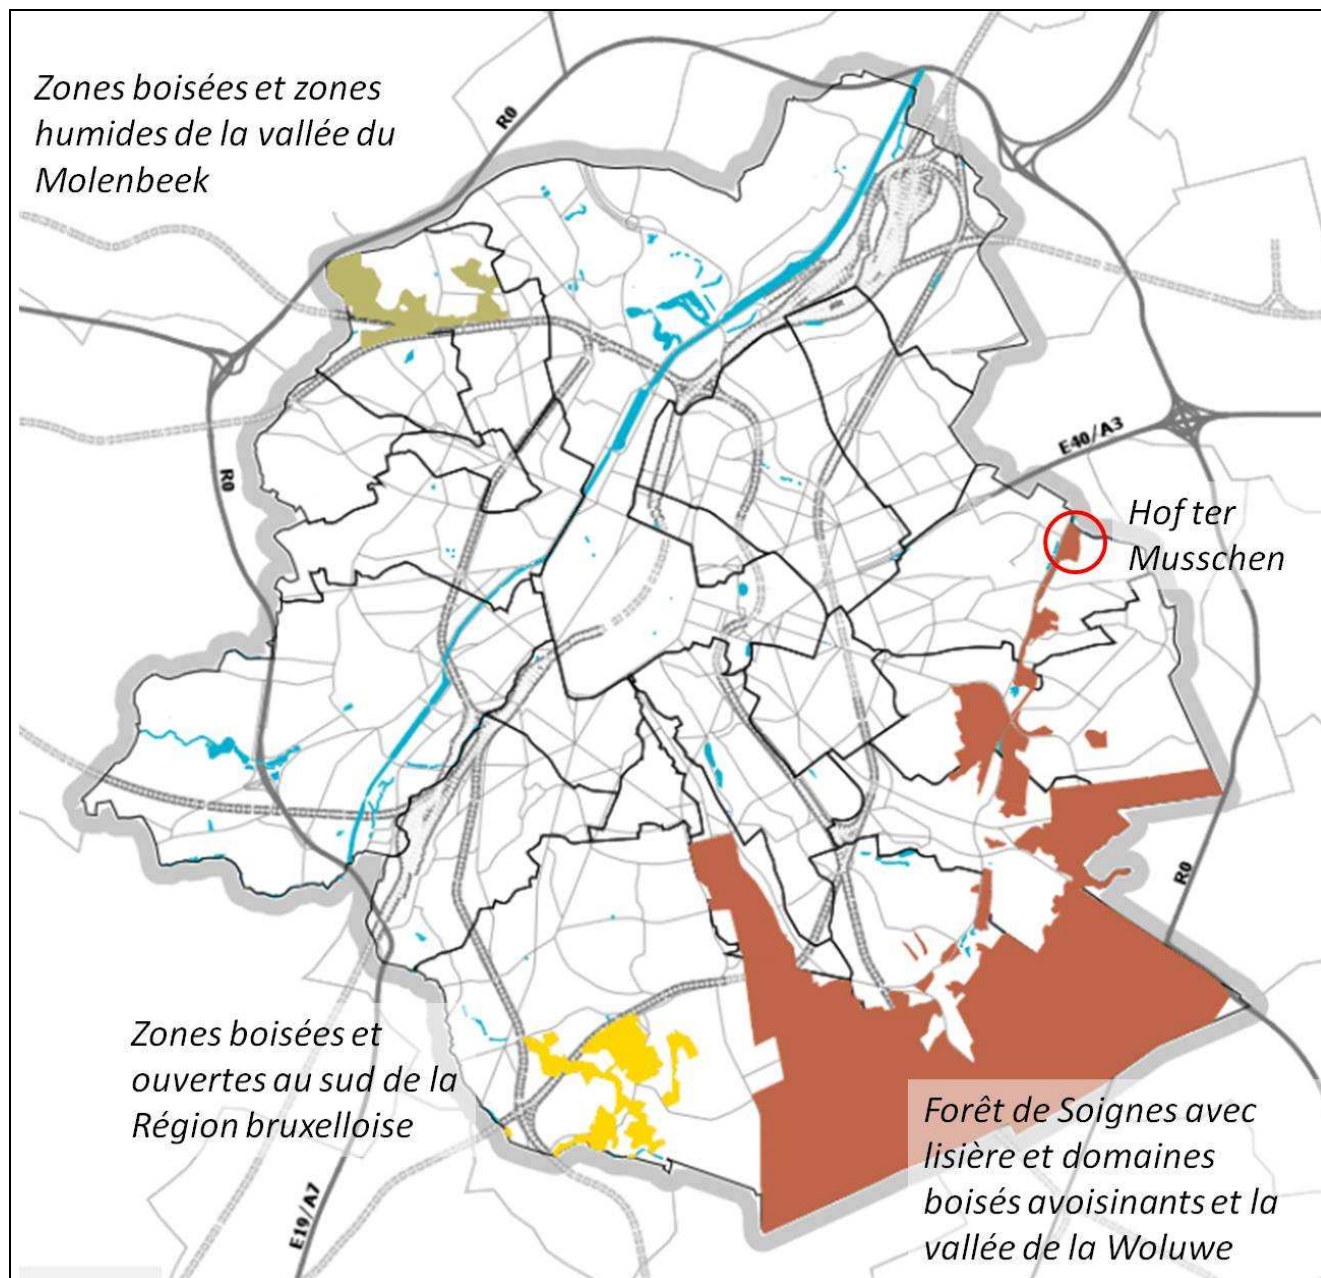 Zones boisées et zones
humides de la vallée du
Molenbeek
R0
E40/A3
R0
Hof ter
Musschen
R0
Zones boisées et
ouvertes au sud de la
Région bruxelloise
Forêt de Soignes avec
lisière et domaines
boisés avoisinants et la
vallée de la Woluwe
E19/A7